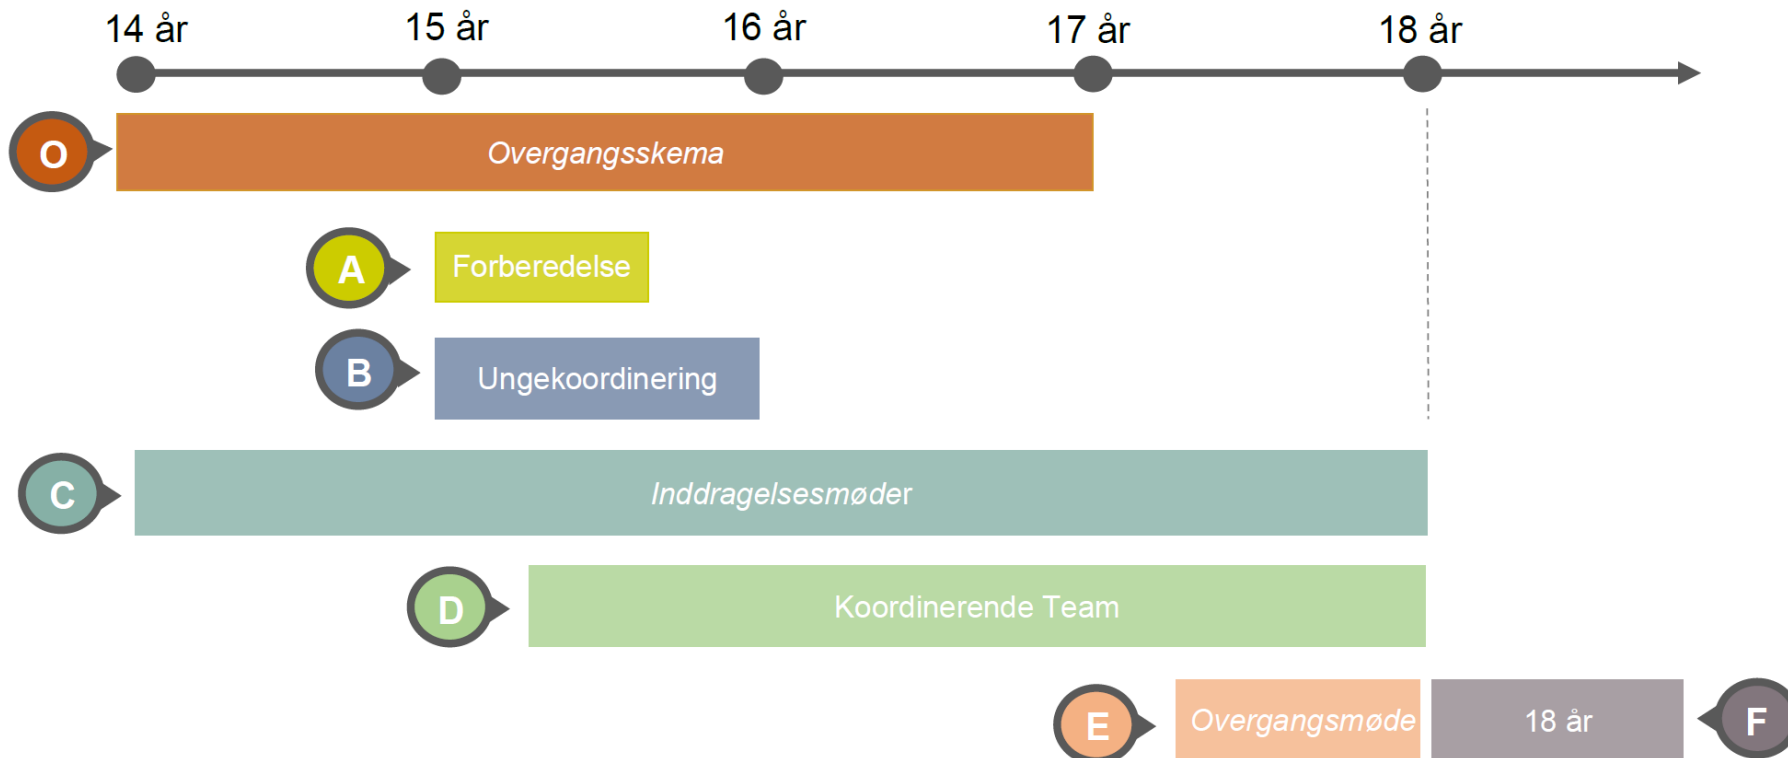 14 år 15 år 16 år 17 år 18 år
O Overgangsskema
A Forberedelse
B Ungekoordinering
C Inddragelsesmøder
D Koordinerende Team
E Overgangsmøde 18 år F